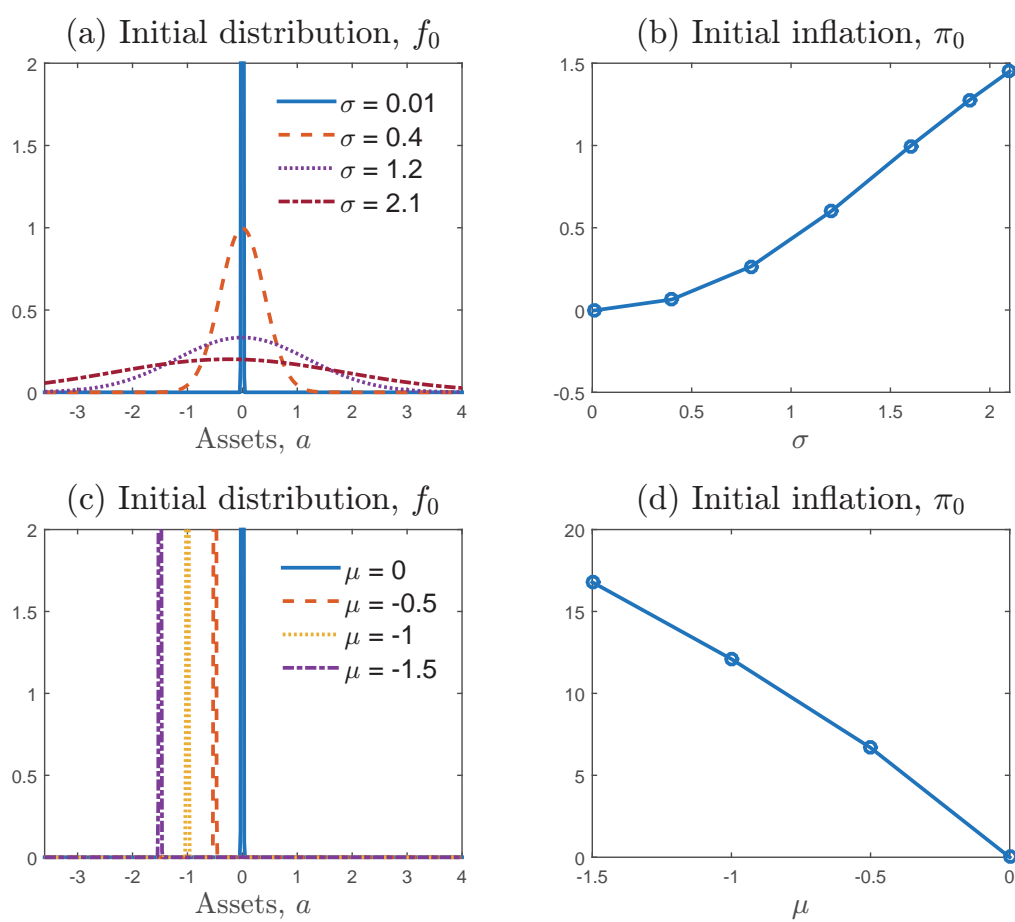 (a) Initial distribution, f₀
2
1.5
1
0.5
0
-3 -2 -1 0 1 2 3 4
Assets, a
σ = 0.01
σ = 0.4
σ = 1.2
σ = 2.1
(b) Initial inflation, π₀
1.5
1
0.5
0
-0.5
0 0.5 1 1.5 2
σ
(c) Initial distribution, f₀
2
1.5
1
0.5
0
-3 -2 -1 0 1 2 3 4
Assets, a
μ = 0
μ = -0.5
μ = -1
μ = -1.5
(d) Initial inflation, π₀
20
15
10
5
0
-1.5 -1 -0.5 0
μ